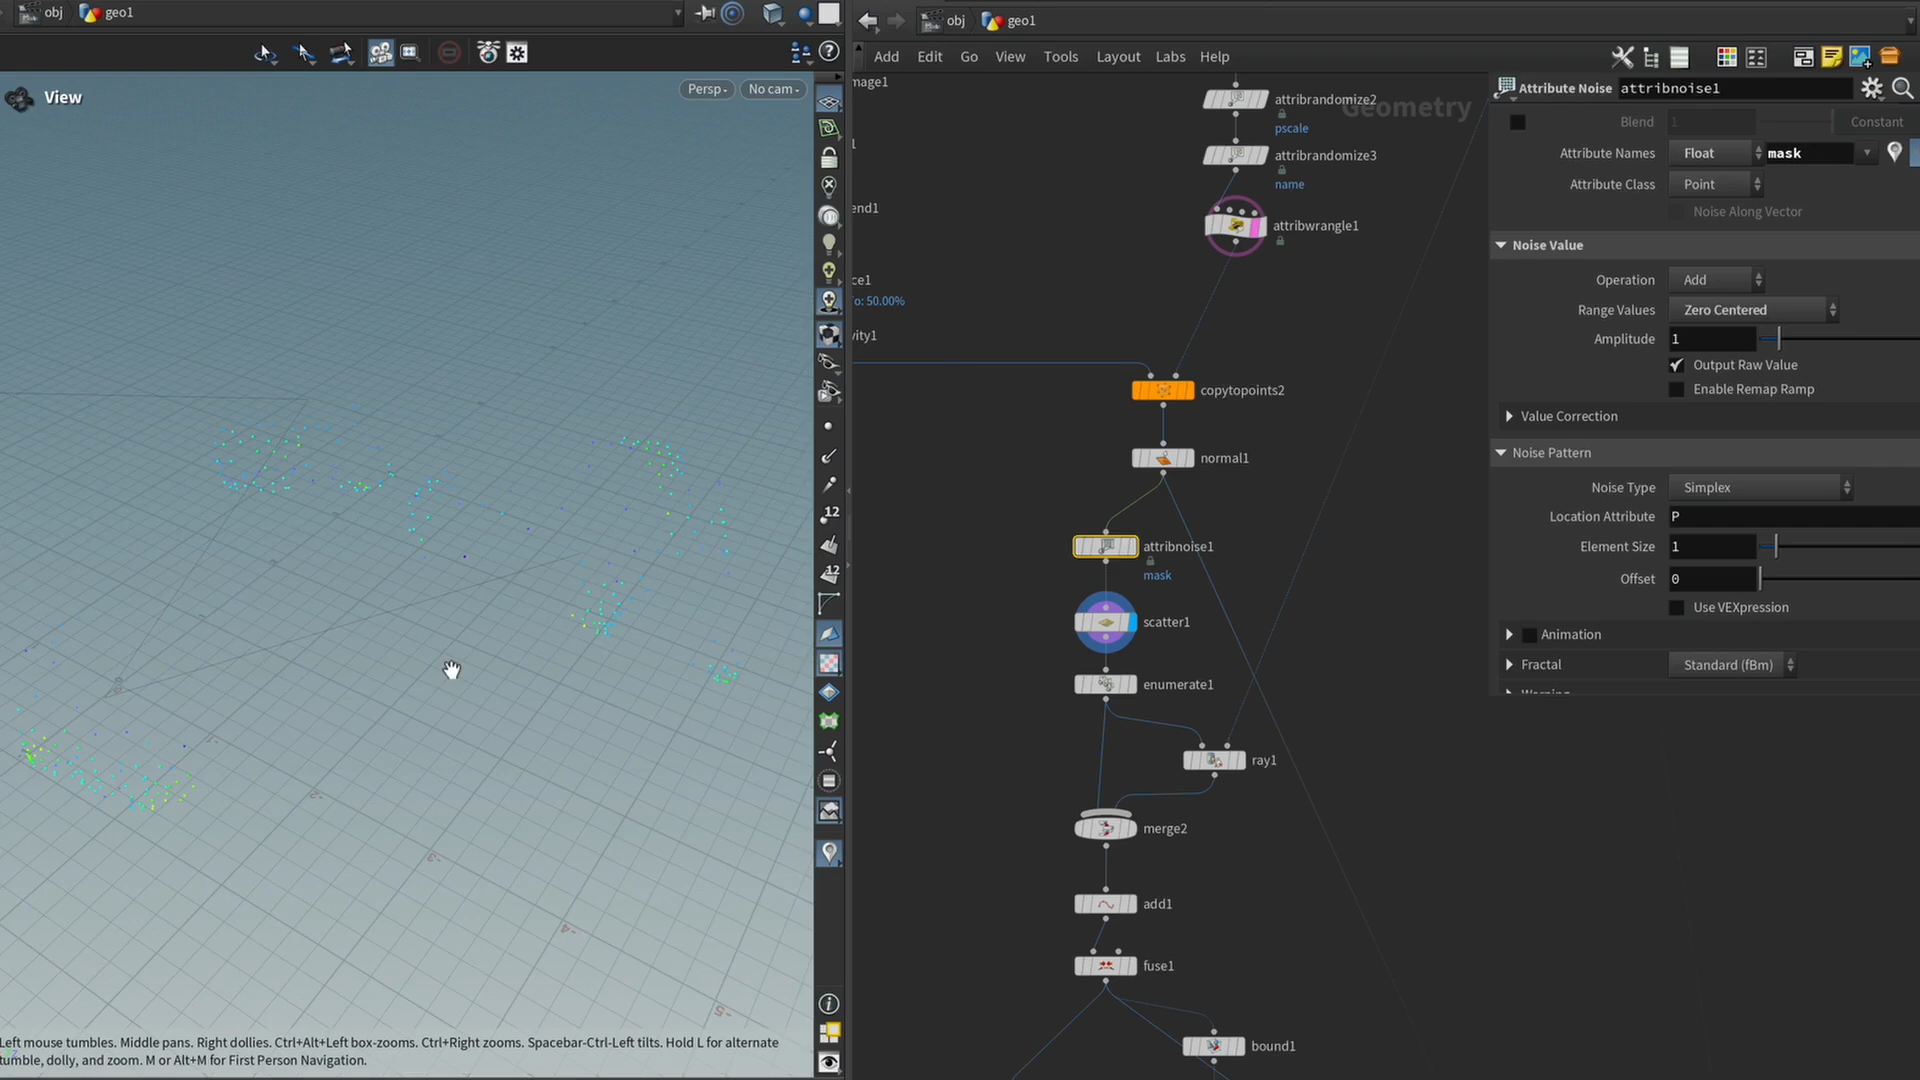 obj
geo1
obj
geo1
Add Edit Go View Tools Layout Labs Help
View
Persp
No cam
12
12
Geometry
mage1
1
end1
ce1
o: 50.00%
vity1
attribrandomize2
pscale
attribrandomize3
name
attribwrangle1
copytopoints2
normal1
attribnoise1
mask
scatter1
enumerate1
ray1
merge2
add1
fuse1
bound1
Attribute Noise attribnoise1
Blend 1 Constant
Attribute Names Float mask
Attribute Class Point
Noise Along Vector
Noise Value
Operation Add
Range Values Zero Centered
Amplitude 1
Output Raw Value
Enable Remap Ramp
Value Correction
Noise Pattern
Noise Type Simplex
Location Attribute P
Element Size 1
Offset 0
Use VEXpression
Animation
Fractal Standard (fBm)
-3
-4
-5
Left mouse tumbles. Middle pans. Right dollies. Ctrl+Alt+Left box-zooms. Ctrl+Right zooms. Spacebar-Ctrl-Left tilts. Hold L for alternate
tumble, dolly, and zoom. M or Alt+M for First Person Navigation.